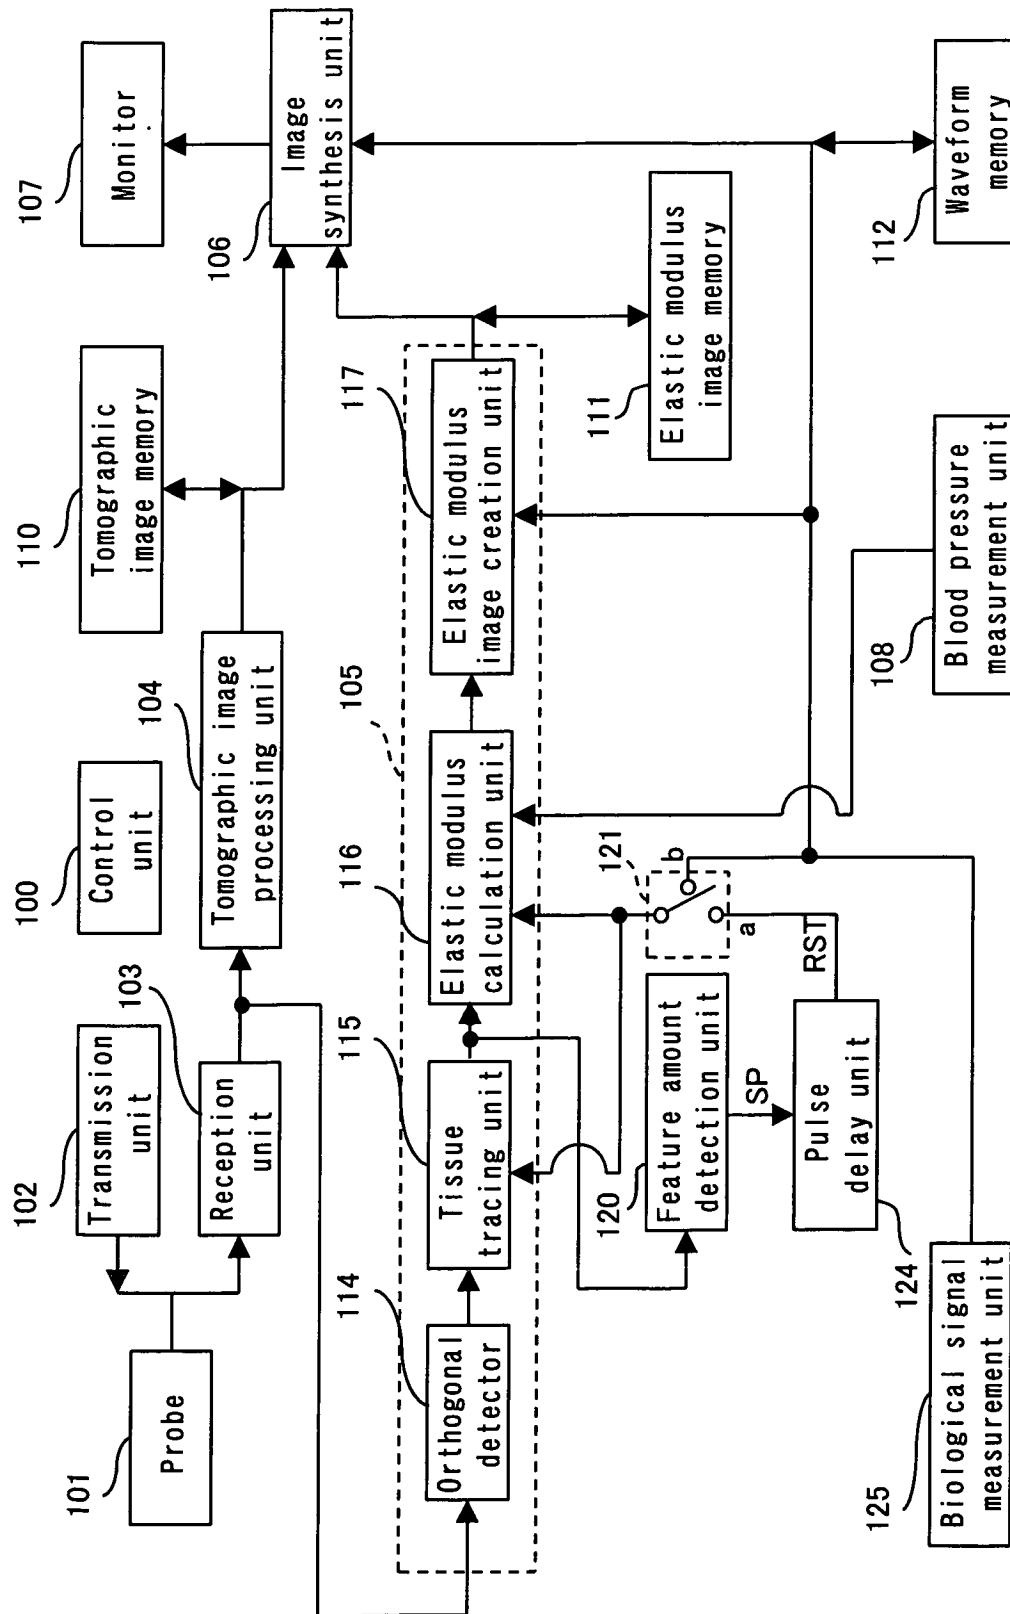 101
Probe
102
Transmission
unit
103
Reception
unit
100
Control
unit
104
Tomographic image
processing unit
110
Tomographic
image memory
107
Monitor
106
Image
synthesis unit
105
114
Orthogonal
detector
115
Tissue
tracing unit
116
Elastic modulus
calculation unit
117
Elastic modulus
image creation unit
111
Elastic modulus
image memory
120
Feature amount
detection unit
SP
121
b
a
RST
Pulse
delay unit
124
125
Biological signal
measurement unit
108
Blood pressure
measurement unit
112
Waveform
memory